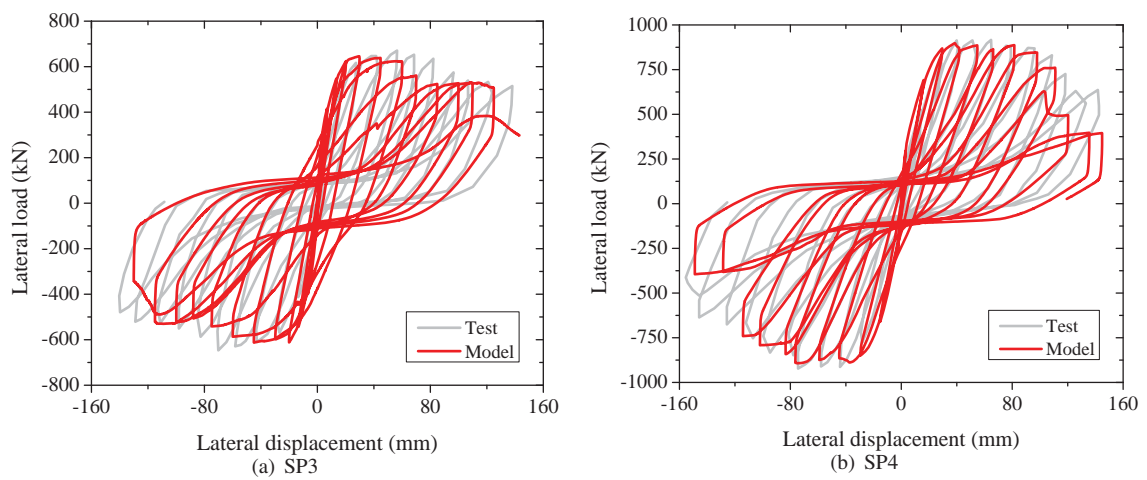 800
600
400
200
0
-200
-400
-600
-800
Lateral load (kN)
-160 -80 0 80 160
Lateral displacement (mm)
Test
Model
(a) SP3
1000
750
500
250
0
-250
-500
-750
-1000
Lateral load (kN)
-160 -80 0 80 160
Lateral displacement (mm)
Test
Model
(b) SP4